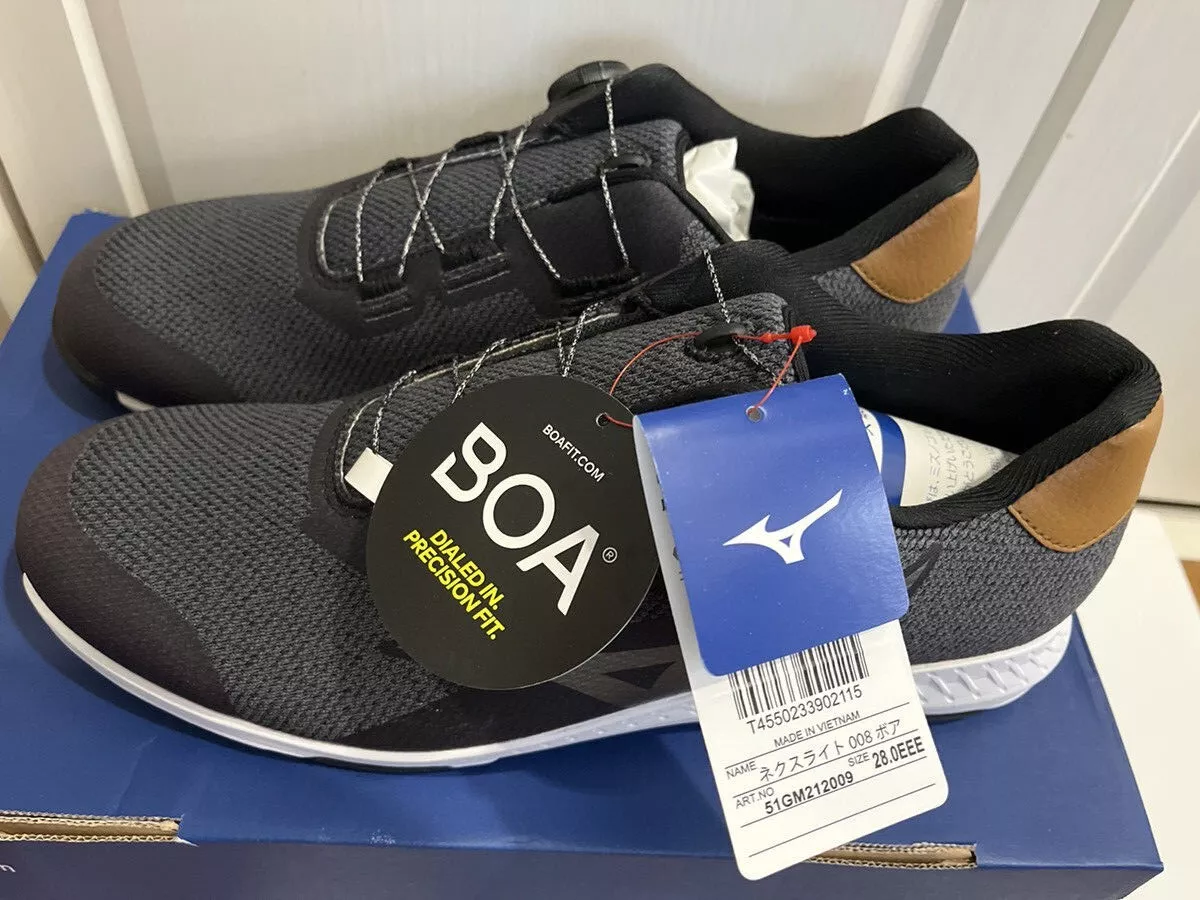 BOAFIT.COM
BOA®
DIALED IN.
PRECISION FIT.
T4550233902115
MADE IN VIETNAM
NAME ネクスライト 008 ボア
ART.NO SIZE 28.0EEE
51GM212009